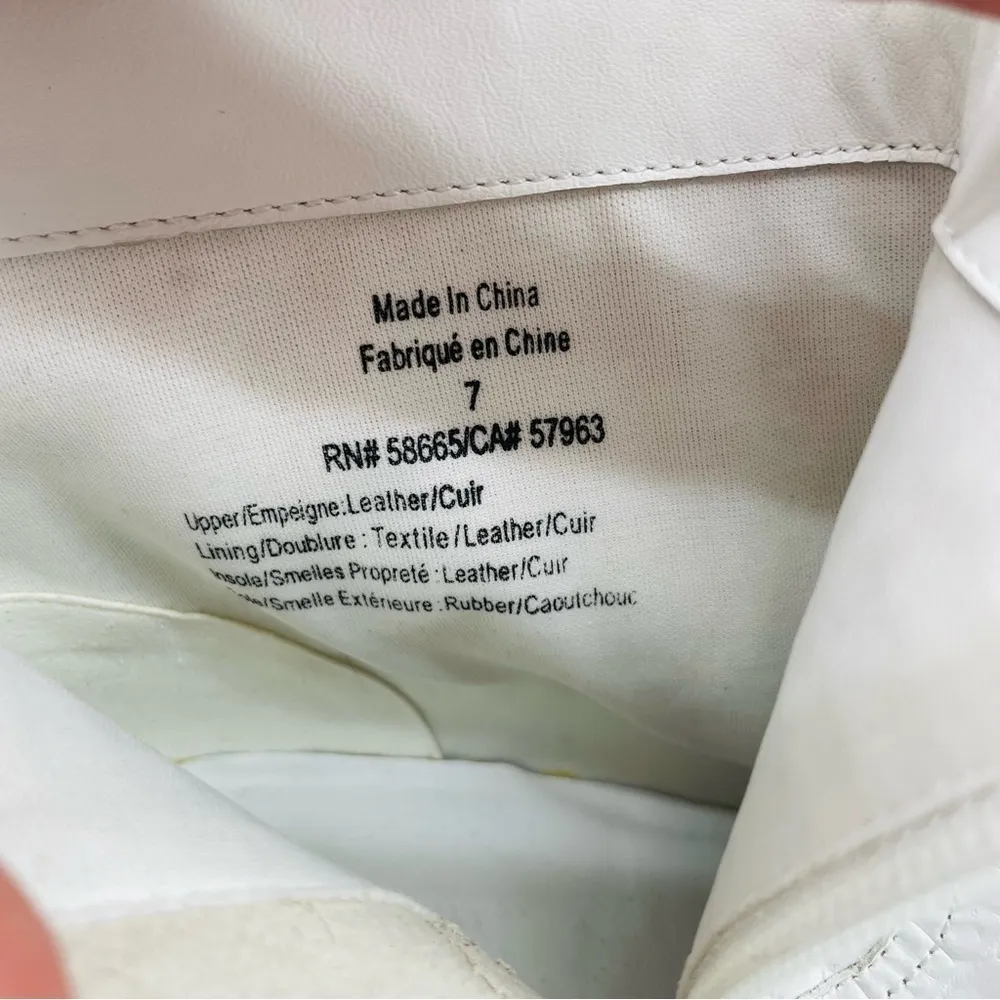 Made In China
Fabriqué en Chine
7
RN# 58665/CA# 57963
Upper/Empeigne:Leather/Cuir
Lining/Doublure : Textile/Leather/Cuir
Insole/Smelles Propreté :Leather/Cuir
/Smelle Extérieure :Rubber/Caoutchouc